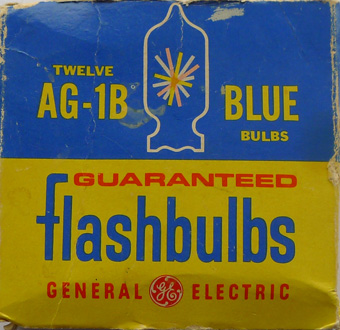 TWELVE
AG-1B BLUE
BULBS
GUARANTEED
flashbulbs
GENERAL GE ELECTRIC